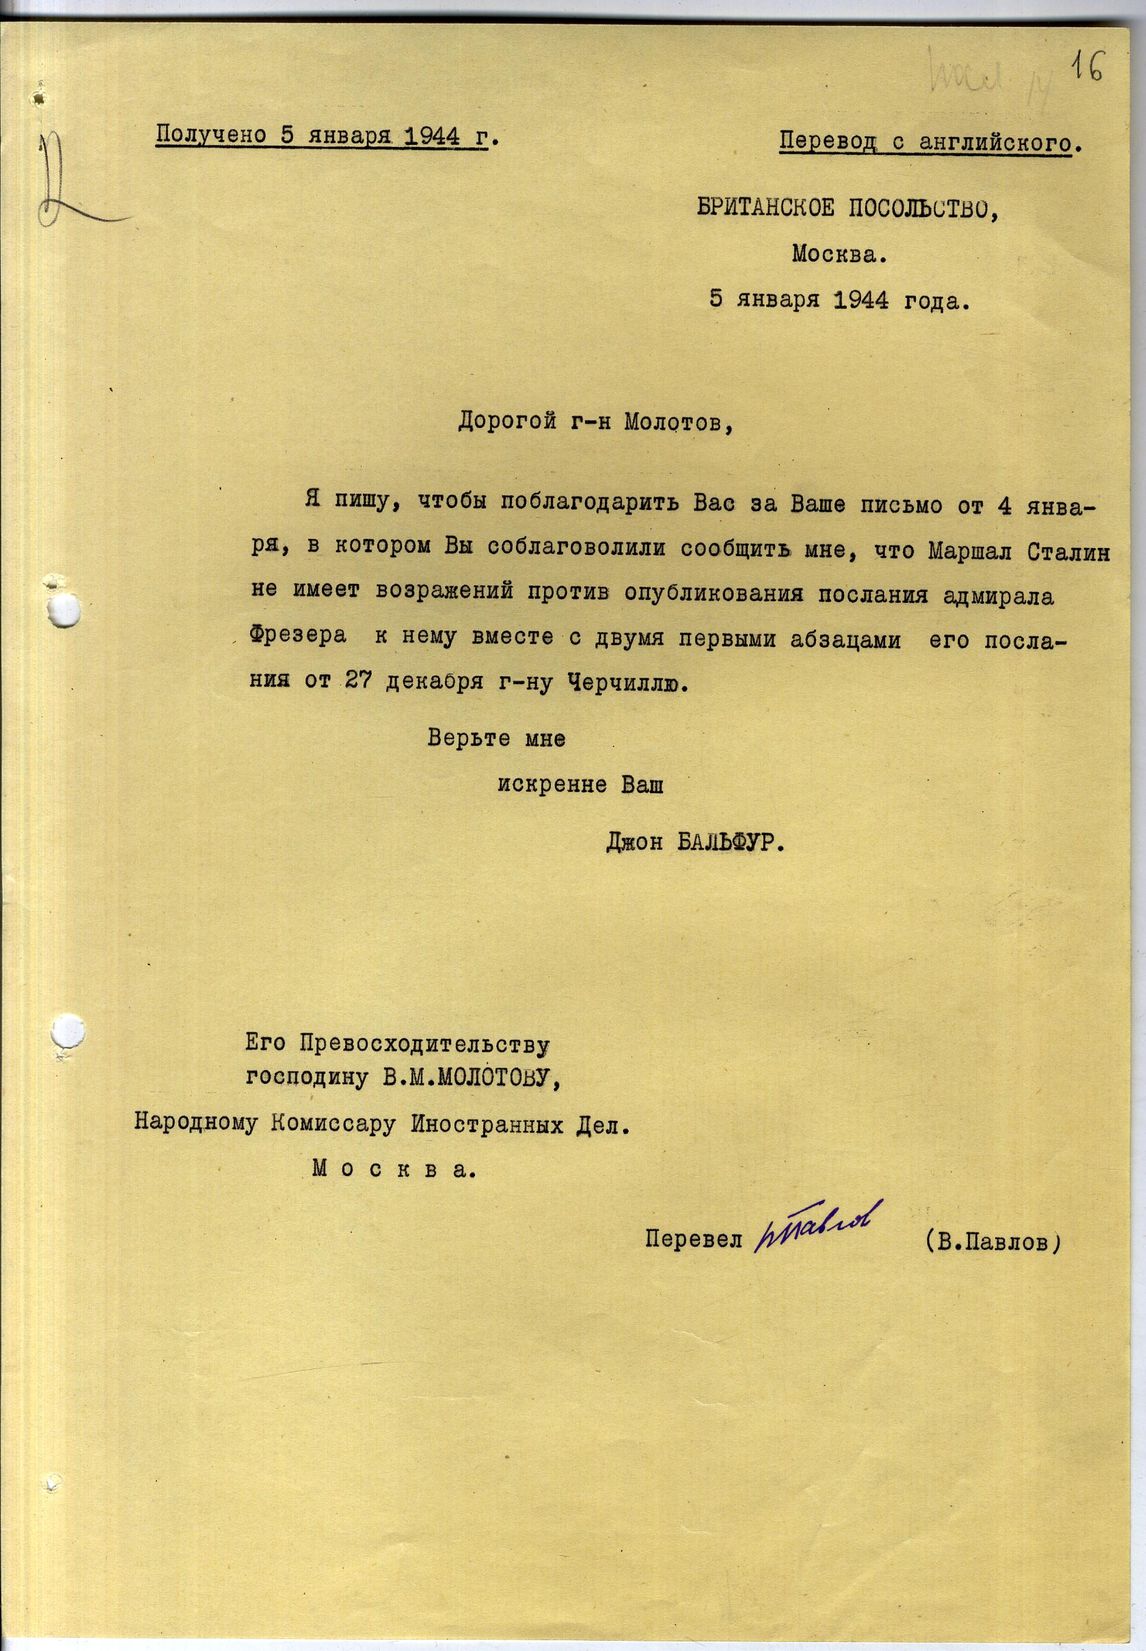 16
Получено 5 января 1944 г.
Перевод с английского.
БРИТАНСКОЕ ПОСОЛЬСТВО,
Москва.
5 января 1944 года.
Дорогой г-н Молотов,
Я пишу, чтобы поблагодарить Вас за Ваше письмо от 4 янва-
ря, в котором Вы соблаговолили сообщить мне, что Маршал Сталин
не имеет возражений против опубликования послания адмирала
Фрезера к нему вместе с двумя первыми абзацами его посла-
ния от 27 декабря г-ну Черчиллю.
Верьте мне
искренне Ваш
Джон БАЛЬФУР.
Его Превосходительству
господину В.М.МОЛОТОВУ,
Народному Комиссару Иностранных Дел.
М о с к в а.
Перевел ВПавлов (В.Павлов)